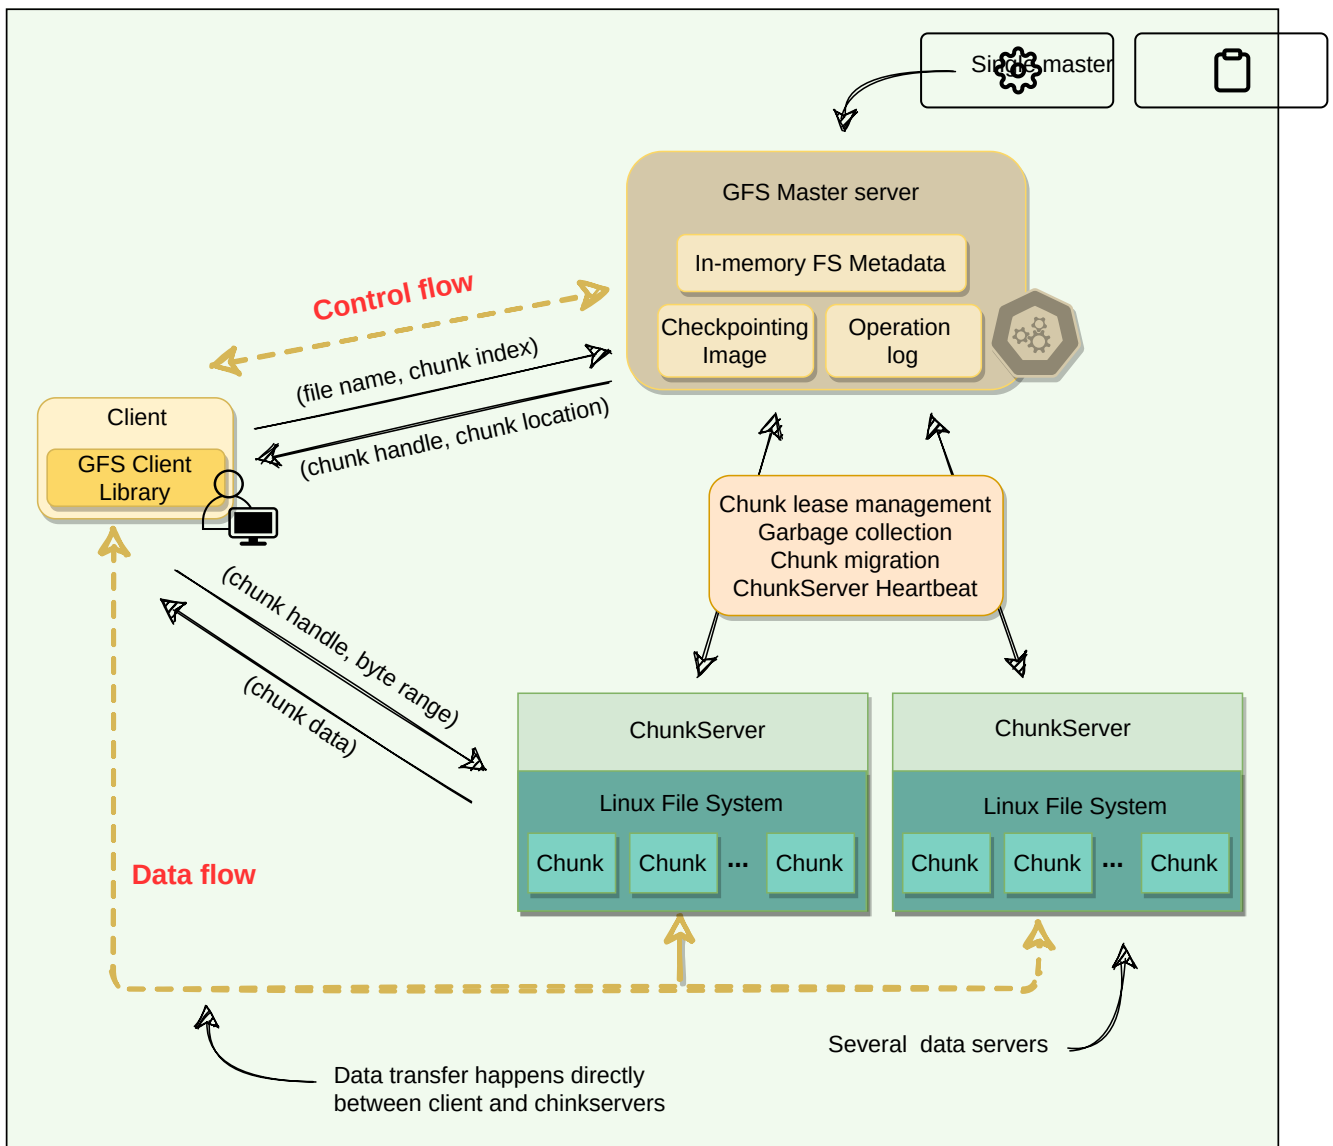 Single master
GFS Master server
In-memory FS Metadata
Checkpointing
Image
Operation
log
Control flow
(file name, chunk index)
(chunk handle, chunk location)
Client
GFS Client
Library
Chunk lease management
Garbage collection
Chunk migration
ChunkServer Heartbeat
(chunk handle, byte range)
(chunk data)
ChunkServer
Linux File System
Chunk
Chunk
...
Chunk
ChunkServer
Linux File System
Chunk
Chunk
...
Chunk
Data flow
Several  data servers
Data transfer happens directly
between client and chinkservers